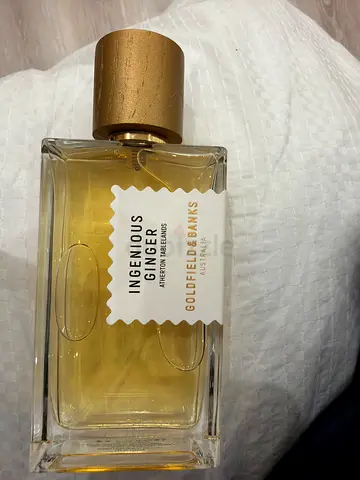 INGENIOUS
GINGER
ATHERTON TABLELANDS
GOLDFIELD & BANKS
AUSTRALIA